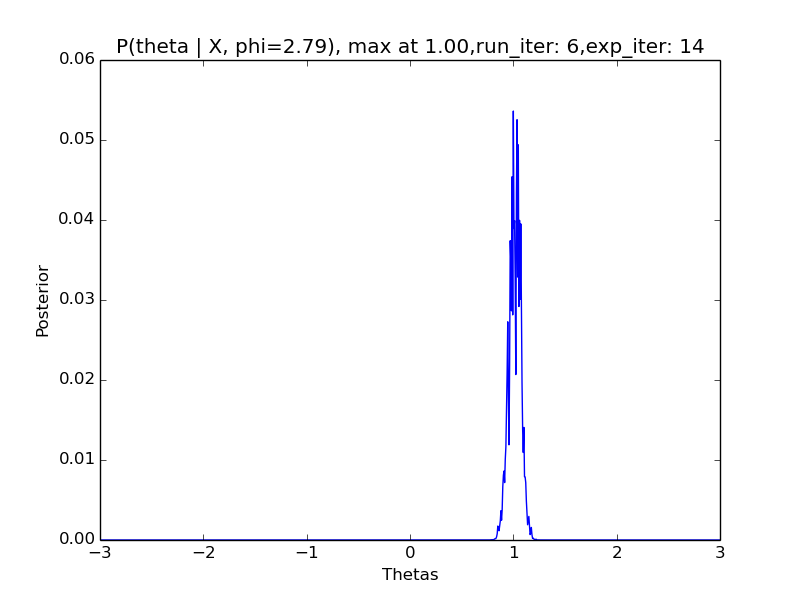 P(theta | X, phi=2.79), max at 1.00,run_iter: 6,exp_iter: 14
0.06
0.05
0.04
0.03
0.02
0.01
0.00
Posterior
−3 −2 −1 0 1 2 3
Thetas